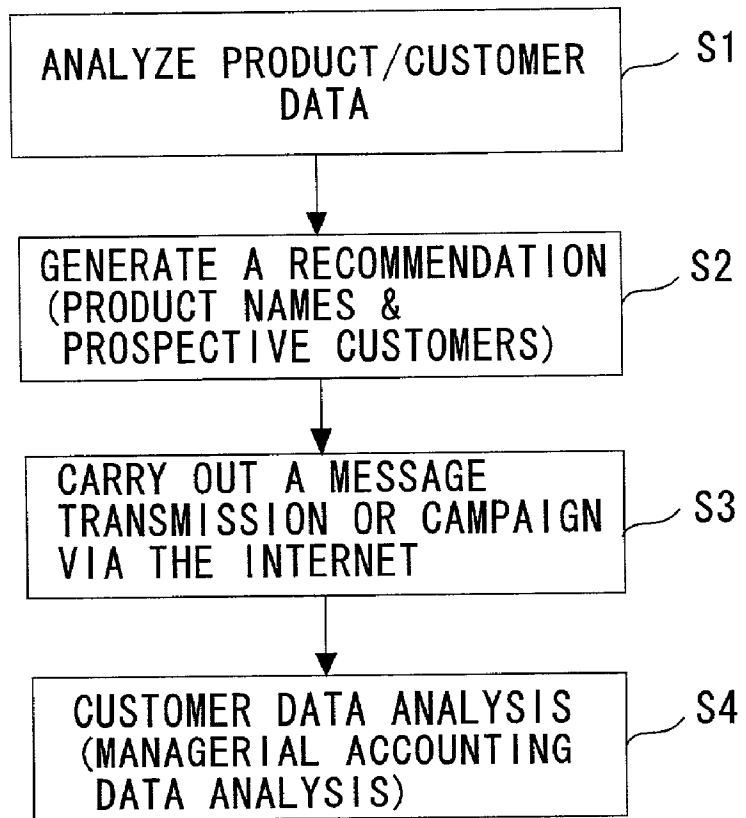 ANALYZE PRODUCT/CUSTOMER
DATA
S1
GENERATE A RECOMMENDATION
(PRODUCT NAMES &
PROSPECTIVE CUSTOMERS)
S2
CARRY OUT A MESSAGE
TRANSMISSION OR CAMPAIGN
VIA THE INTERNET
S3
CUSTOMER DATA ANALYSIS
(MANAGERIAL ACCOUNTING
DATA ANALYSIS)
S4